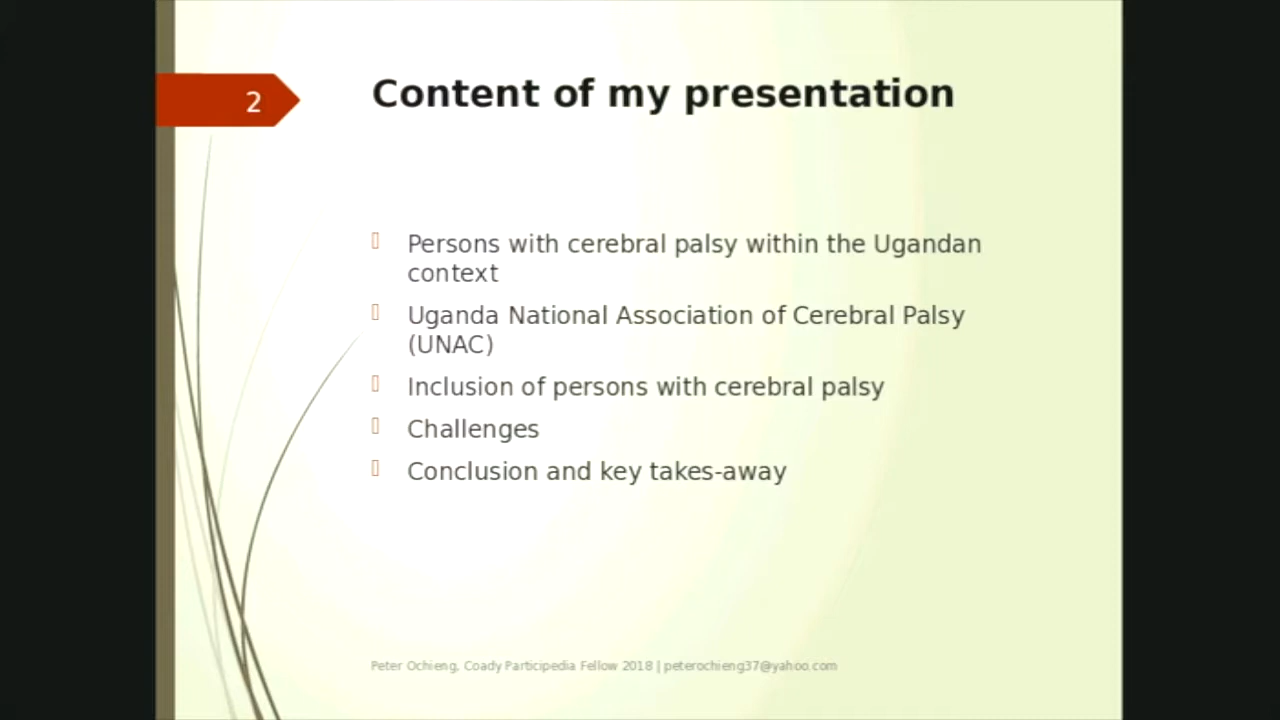 2
Content of my presentation
Persons with cerebral palsy within the Ugandan
context
Uganda National Association of Cerebral Palsy
(UNAC)
Inclusion of persons with cerebral palsy
Challenges
Conclusion and key takes-away
Peter Ochieng, Coady Participedia Fellow 2018 | peterochieng37@yahoo.com